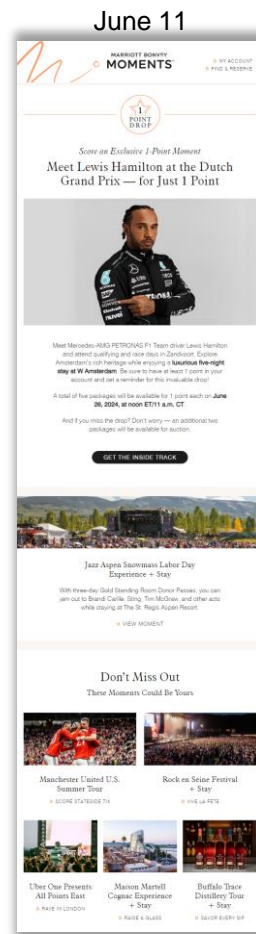 June 11
MARRIOTT BONVOY
MOMENTS
» MY ACCOUNT
» FIND & RESERVE
1
POINT
DROP
Score an Exclusive 1-Point Moment
Meet Lewis Hamilton at the Dutch
Grand Prix — for Just 1 Point
Meet Mercedes-AMG PETRONAS F1 Team driver Lewis Hamilton
and attend qualifying and race days in Zandvoort. Explore
Amsterdam's rich heritage while enjoying a luxurious five-night
stay at W Amsterdam. Be sure to have at least 1 point in your
account and set a reminder for this invaluable drop!
A total of five packages will be available for 1 point each on June
26, 2024, at noon ET/11 a.m. CT
And if you miss the drop? Don't worry — an additional two
packages will be available for auction.
GET THE INSIDE TRACK
Jazz Aspen Snowmass Labor Day
Experience + Stay
With three-day Gold Standing Room Donor Passes, you can
jam out to Brandi Carlile, Sting, Tim McGraw, and other acts
while staying at The St. Regis Aspen Resort
» VIEW MOMENT
Don't Miss Out
These Moments Could Be Yours
Manchester United U.S.
Summer Tour
» SCORE STATESIDE TIX
Rock en Seine Festival
+ Stay
» VIVE LA FÊTE
Uber One Presents
All Points East
» RAVE IN LONDON
Maison Martell
Cognac Experience
+ Stay
» RAISE A GLASS
Buffalo Trace
Distillery Tour
+ Stay
» SAVOR EVERY SIP